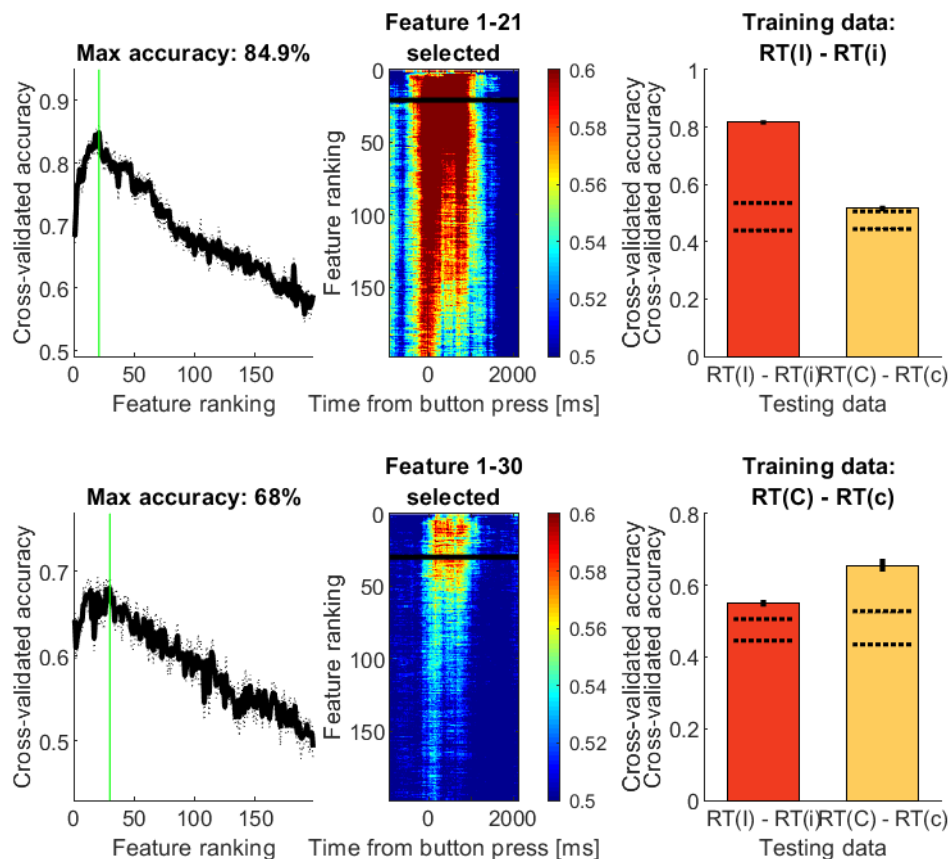 Max accuracy: 84.9%
Cross-validated accuracy
0.9
0.8
0.7
0.6
0.5
0 50 100 150
Feature ranking
Feature 1-21
selected
Feature ranking
0
50
100
150
0 2000
Time from button press [ms]
0.6
0.58
0.56
0.54
0.52
0.5
Training data:
RT(I) - RT(i)
Cross-validated accuracy
Cross-validated accuracy
1
0.8
0.6
0.4
0.2
0
RT(I) - RT(i) RT(C) - RT(c)
Testing data
Max accuracy: 68%
Cross-validated accuracy
0.7
0.6
0.5
0 50 100 150
Feature ranking
Feature 1-30
selected
Feature ranking
0
50
100
150
0 2000
Time from button press [ms]
0.6
0.58
0.56
0.54
0.52
0.5
Training data:
RT(C) - RT(c)
Cross-validated accuracy
Cross-validated accuracy
0.8
0.6
0.4
0.2
0
RT(I) - RT(i) RT(C) - RT(c)
Testing data